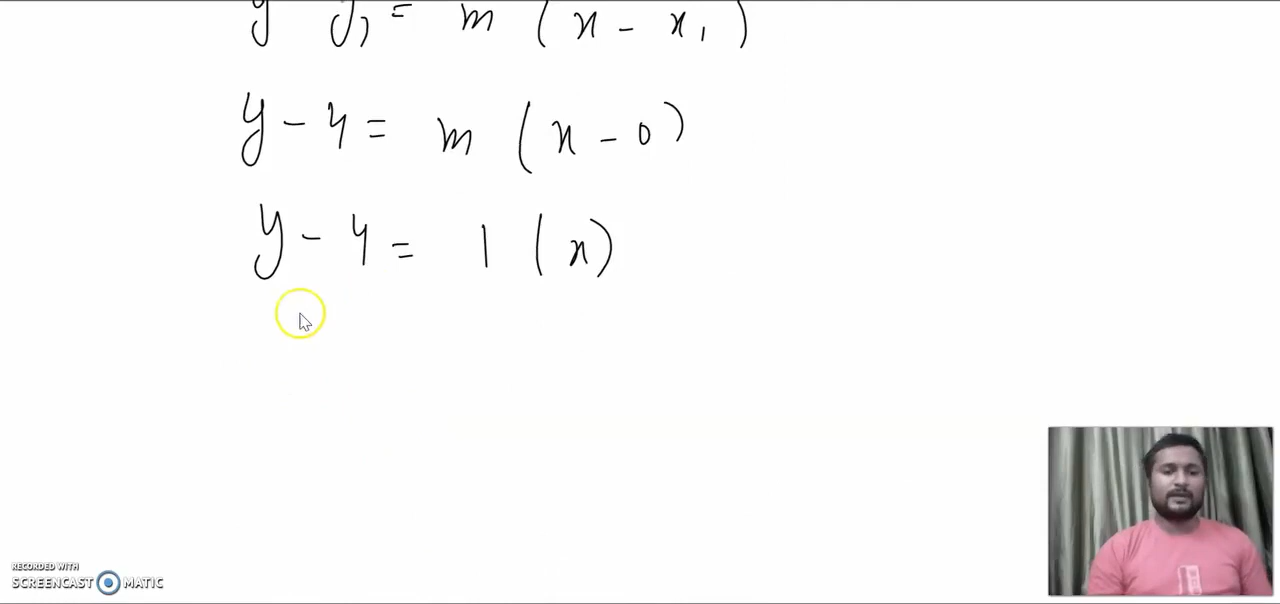 y y₁ = m ( x - x₁ )
y - 4 = m ( x - 0 )
y - 4 = 1 ( x )
RECORDED WITH
SCREENCAST MATIC